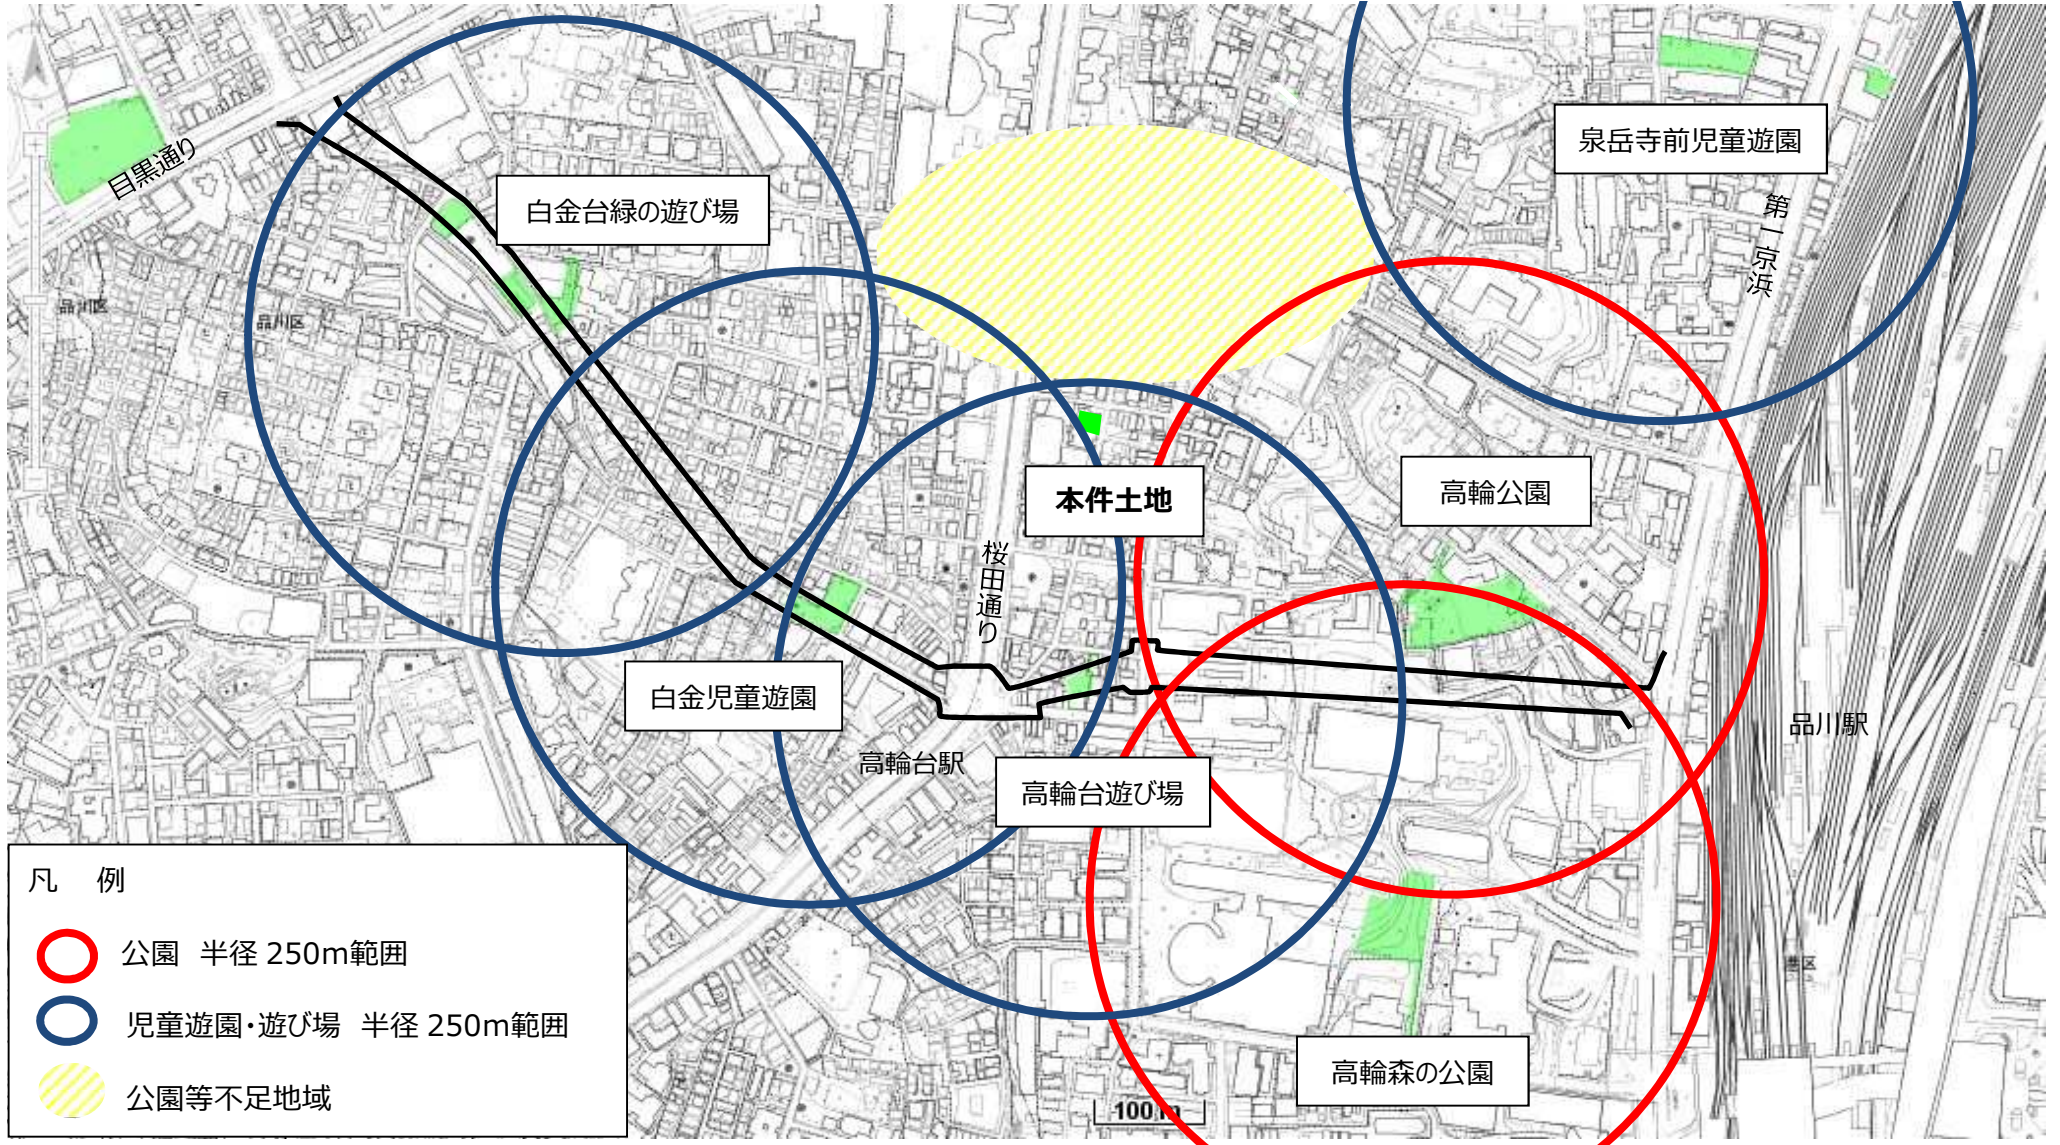 泉岳寺前児童遊園
目黒通り
白金台緑の遊び場
第一京浜
品川区
品川区
本件土地
高輪公園
桜田通り
白金児童遊園
品川駅
高輪台駅
高輪台遊び場
凡 例
公園 半径 250m範囲
児童遊園・遊び場 半径 250m範囲
公園等不足地域
港区
高輪森の公園
100 m